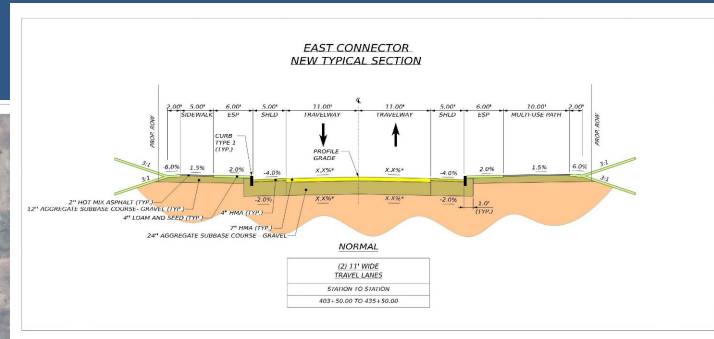 EAST CONNECTOR
NEW TYPICAL SECTION
℄
2.00' 5.00' 6.00' 5.00' 11.00' 11.00' 5.00' 6.00' 10.00' 2.00'
SIDEWALK ESP SHLD TRAVELWAY TRAVELWAY SHLD ESP MULTI-USE PATH
PROP. ROW
PROP. ROW
CURB
TYPE 1
(TYP.)
PROFILE
GRADE
3:1 -6.0% 1.5% 2.0% -4.0% X.X%* X.X%* -4.0% 2.0% 1.5% -6.0% 3:1
3:1 3:1
-2.0% X.X%* X.X%* -2.0% 1.0'
(TYP.)
2" HOT MIX ASPHALT (TYP.)
12" AGGREGATE SUBBASE COURSE- GRAVEL (TYP.)
4" LOAM AND SEED (TYP.)
4" HMA (TYP.)
7" HMA (TYP.)
24" AGGREGATE SUBBASE COURSE - GRAVEL
NORMAL
(2) 11' WIDE
TRAVEL LANES
STATION TO STATION
403+50.00 TO 435+50.00